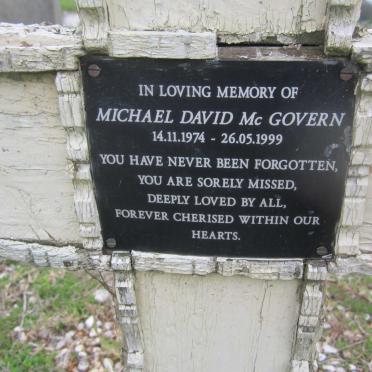 IN LOVING MEMORY OF
MICHAEL DAVID Mc GOVERN
14.11.1974 - 26.05.1999
YOU HAVE NEVER BEEN FORGOTTEN,
YOU ARE SORELY MISSED,
DEEPLY LOVED BY ALL,
FOREVER CHERISED WITHIN OUR
HEARTS.